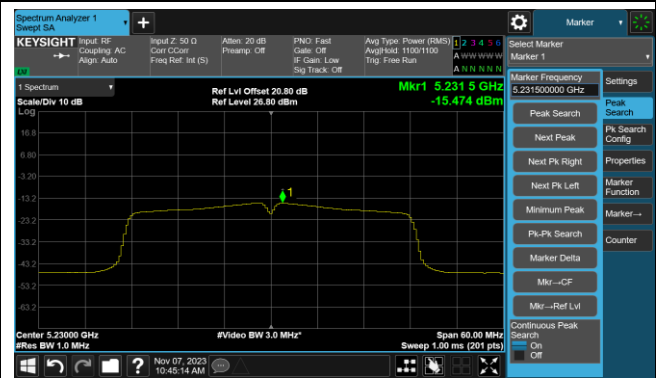 Spectrum Analyzer 1
Swept SA
Marker
KEYSIGHT
Input: RF
Coupling: AC
Align: Auto
Input Z: 50 Ω
Corr CCorr
Freq Ref: Int (S)
Atten: 20 dB
Preamp: Off
PNO: Fast
Gate: Off
IF Gain: Low
Sig Track: Off
Avg Type: Power (RMS)
Avg|Hold: 1100/1100
Trig: Free Run
1 2 3 4 5 6
A W W W W W
A N N N N N
Select Marker
Marker 1
1 Spectrum
Scale/Div 10 dB
Log
Ref Lvl Offset 20.80 dB
Ref Level 26.80 dBm
Mkr1 5.231 5 GHz
-15.474 dBm
16.8
6.80
-3.20
-13.2
-23.2
-33.2
-43.2
-53.2
-63.2
1
Center 5.23000 GHz
#Res BW 1.0 MHz
#Video BW 3.0 MHz*
Span 60.00 MHz
Sweep 1.00 ms (201 pts)
Marker Frequency
5.231500000 GHz
Peak Search
Next Peak
Next Pk Right
Next Pk Left
Minimum Peak
Pk-Pk Search
Marker Delta
Mkr→CF
Mkr→Ref Lvl
Continuous Peak
Search
On
Off
Settings
Peak
Search
Pk Search
Config
Properties
Marker
Function
Marker→
Counter
?
Nov 07, 2023
10:45:14 AM